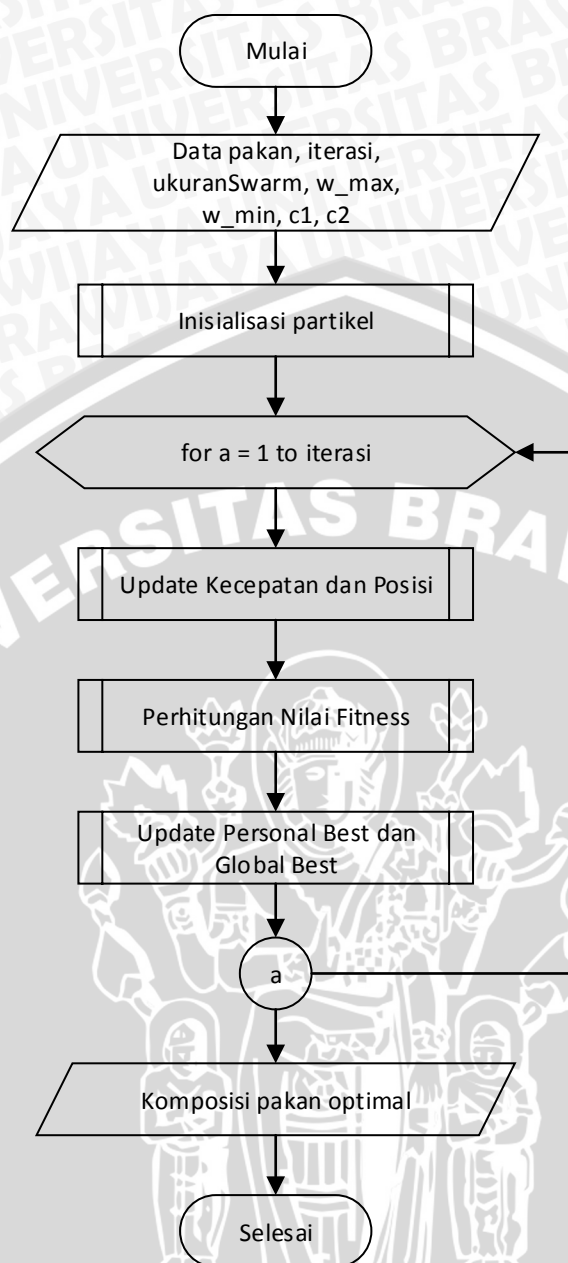 Mulai
Data pakan, iterasi,
ukuranSwarm, w_max,
w_min, c1, c2
Inisialisasi partikel
for a = 1 to iterasi
Update Kecepatan dan Posisi
Perhitungan Nilai Fitness
Update Personal Best dan
Global Best
a
Komposisi pakan optimal
Selesai